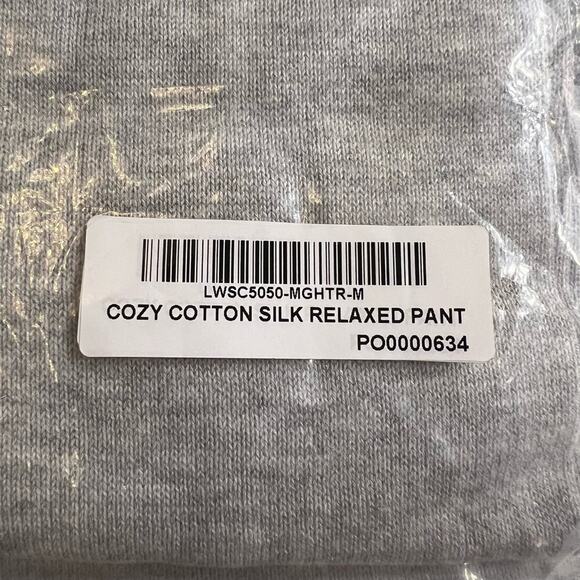 LWSC5050-MGHTR-M
COZY COTTON SILK RELAXED PANT
PO0000634